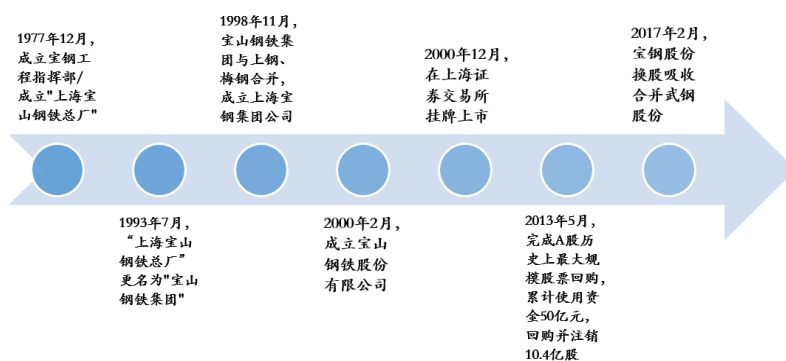 1977年12月，
成立宝钢工
程指挥部/
成立"上海宝
山钢铁总厂"
1993年7月，
“上海宝山
钢铁总厂”
更名为"宝山
钢铁集团"
1998年11月，
宝山钢铁集
团与上钢、
梅钢合并，
成立上海宝
钢集团公司
2000年2月，
成立宝山
钢铁股份
有限公司
2000年12月，
在上海证
券交易所
挂牌上市
2013年5月，
完成A股历
史上最大规
模股票回购，
累计使用资
金50亿元，
回购并注销
10.4亿股
2017年2月，
宝钢股份
换股吸收
合并武钢
股份